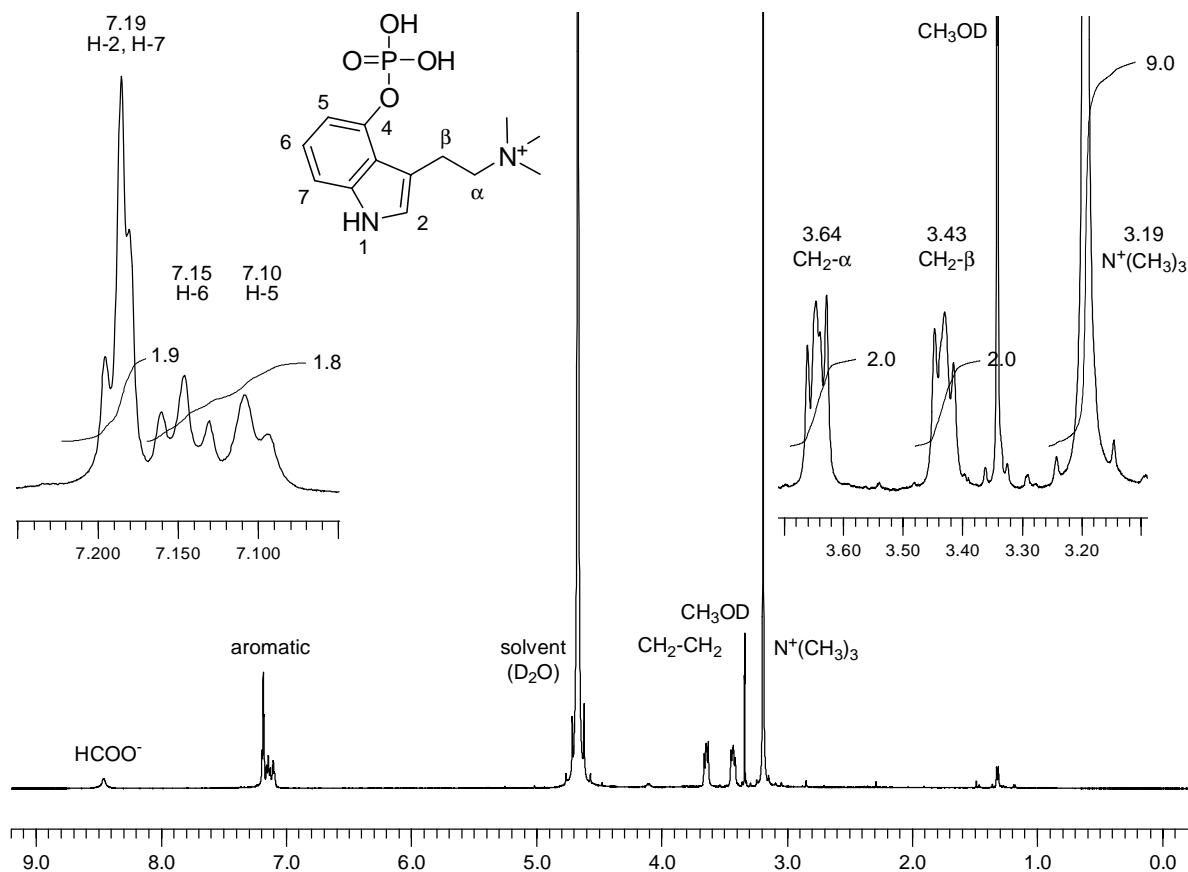 7.19
H-2, H-7
OH
O=P-OH
O
5
4
6
β
N⁺
7
α
HN
2
1
CH₃OD
9.0
7.15
H-6
7.10
H-5
3.64
CH₂-α
3.43
CH₂-β
3.19
N⁺(CH₃)₃
1.9
1.8
2.0
2.0
7.200 7.150 7.100
3.60 3.50 3.40 3.30 3.20
aromatic
solvent
(D₂O)
CH₃OD
CH₂-CH₂
N⁺(CH₃)₃
HCOO⁻
9.0 8.0 7.0 6.0 5.0 4.0 3.0 2.0 1.0 0.0